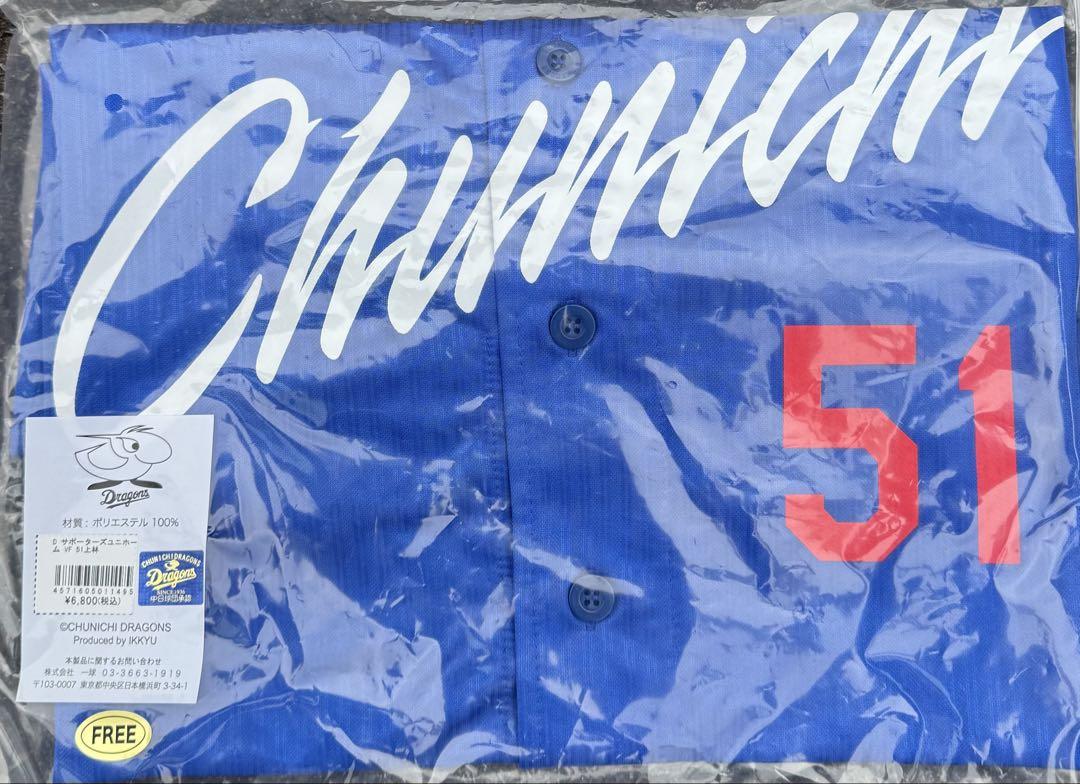 Chunichi
51
Dragons
材質：ポリエステル 100%
D サポーターズユニホー
ム VF 51上林
4571605011495
¥6,800(税込)
CHUNICHI DRAGONS
Dragons
SINCE 1936
中日球団承認
©CHUNICHI DRAGONS
Produced by IKKYU
本製品に関するお問い合わせ
株式会社 一球 03-3663-1919
〒103-0007 東京都中央区日本橋浜町 3-34-1
FREE